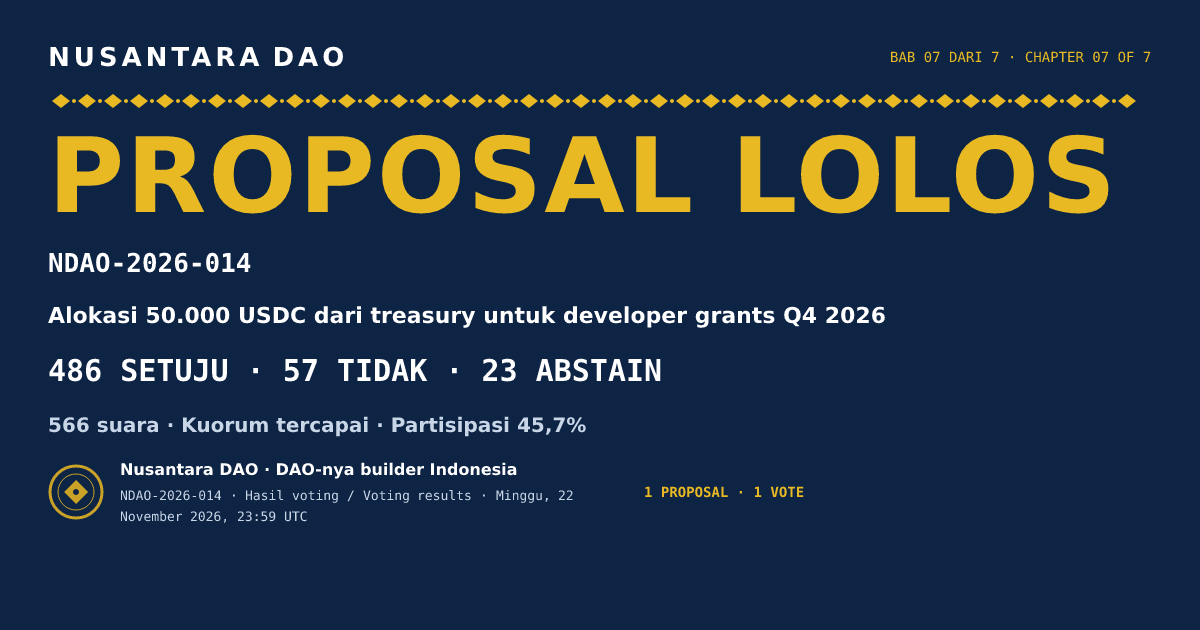 NUSANTARA DAO
BAB 07 DARI 7 · CHAPTER 07 OF 7
PROPOSAL LOLOS
NDAO-2026-014
Alokasi 50.000 USDC dari treasury untuk developer grants Q4 2026
486 SETUJU · 57 TIDAK · 23 ABSTAIN
566 suara · Kuorum tercapai · Partisipasi 45,7%
Nusantara DAO · DAO-nya builder Indonesia
NDAO-2026-014 · Hasil voting / Voting results · Minggu, 22
November 2026, 23:59 UTC
1 PROPOSAL · 1 VOTE